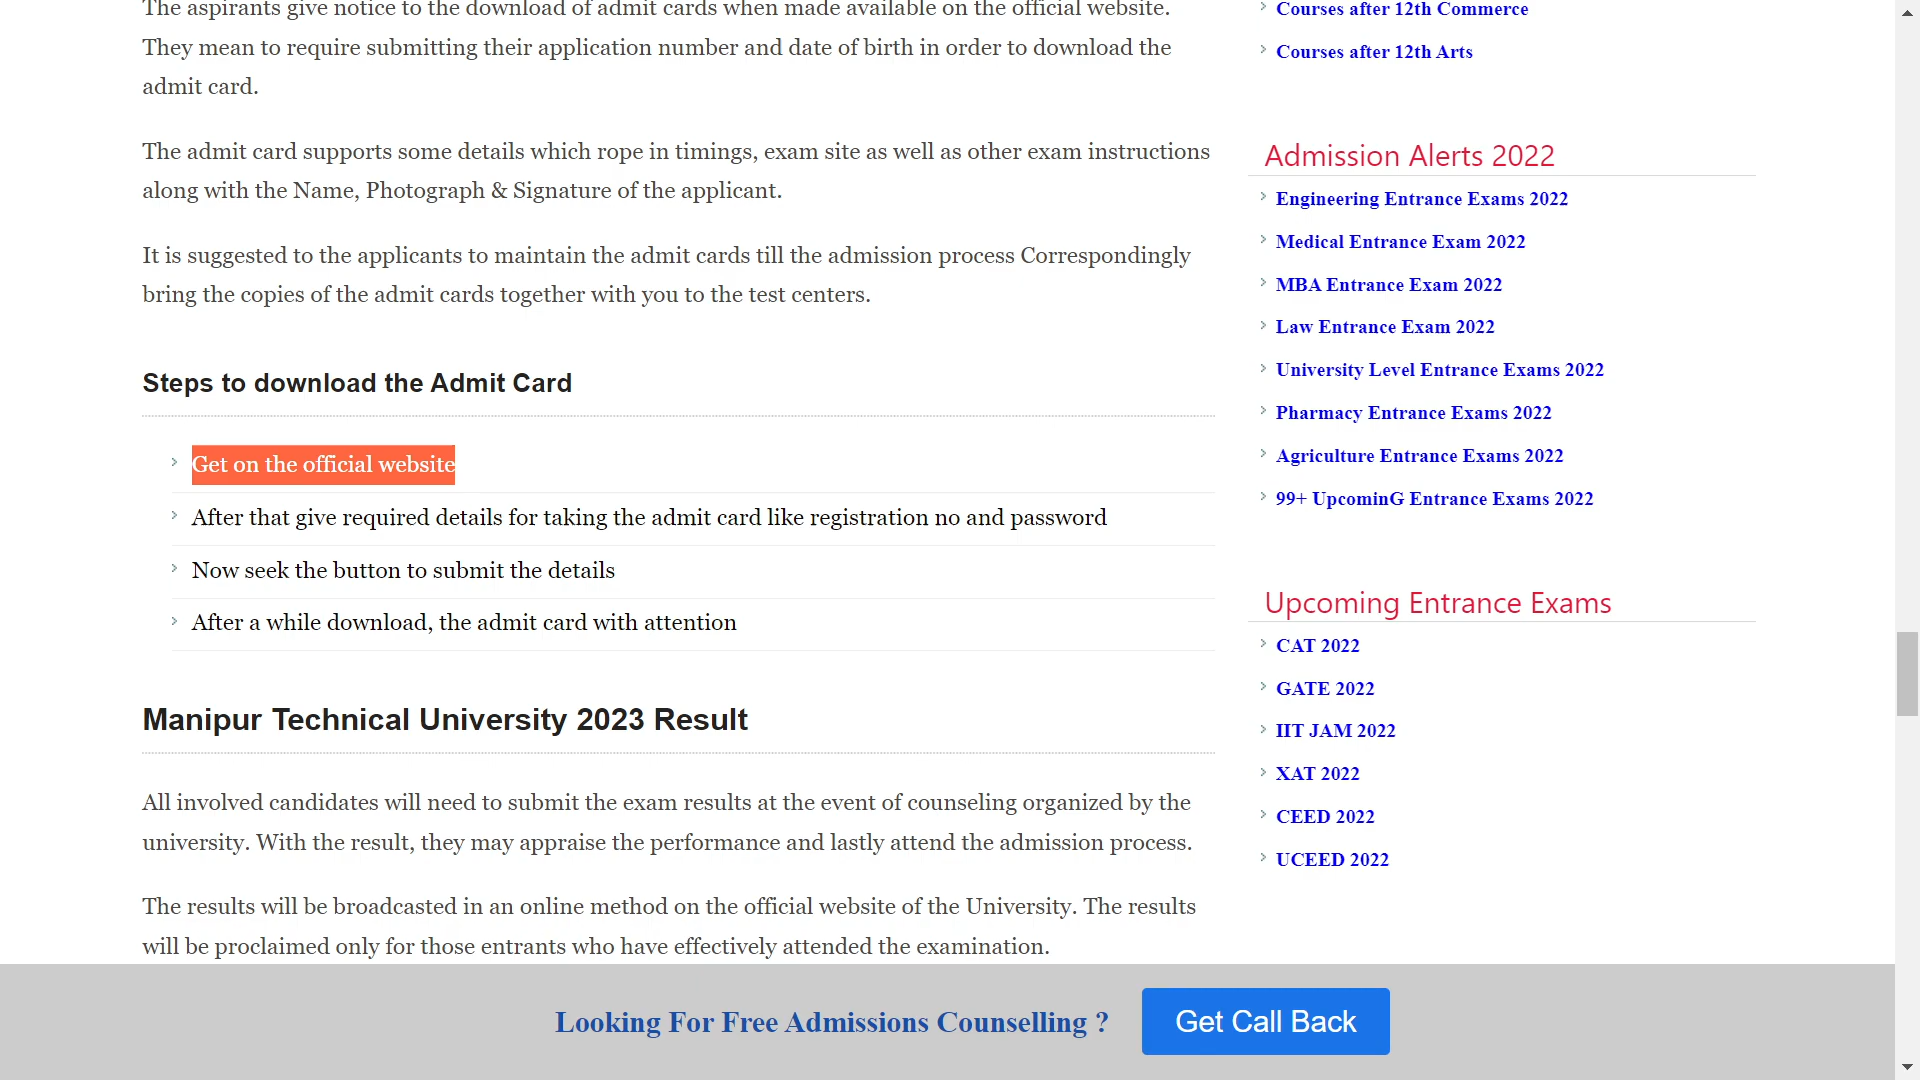 The aspirants give notice to the download of admit cards when made available on the official website.
They mean to require submitting their application number and date of birth in order to download the
admit card.
The admit card supports some details which rope in timings, exam site as well as other exam instructions
along with the Name, Photograph & Signature of the applicant.
It is suggested to the applicants to maintain the admit cards till the admission process Correspondingly
bring the copies of the admit cards together with you to the test centers.
Steps to download the Admit Card
Get on the official website
After that give required details for taking the admit card like registration no and password
Now seek the button to submit the details
After a while download, the admit card with attention
Manipur Technical University 2023 Result
All involved candidates will need to submit the exam results at the event of counseling organized by the
university. With the result, they may appraise the performance and lastly attend the admission process.
The results will be broadcasted in an online method on the official website of the University. The results
will be proclaimed only for those entrants who have effectively attended the examination.
Courses after 12th Commerce
Courses after 12th Arts
Admission Alerts 2022
Engineering Entrance Exams 2022
Medical Entrance Exam 2022
MBA Entrance Exam 2022
Law Entrance Exam 2022
University Level Entrance Exams 2022
Pharmacy Entrance Exams 2022
Agriculture Entrance Exams 2022
99+ UpcominG Entrance Exams 2022
Upcoming Entrance Exams
CAT 2022
GATE 2022
IIT JAM 2022
XAT 2022
CEED 2022
UCEED 2022
Looking For Free Admissions Counselling ?
Get Call Back